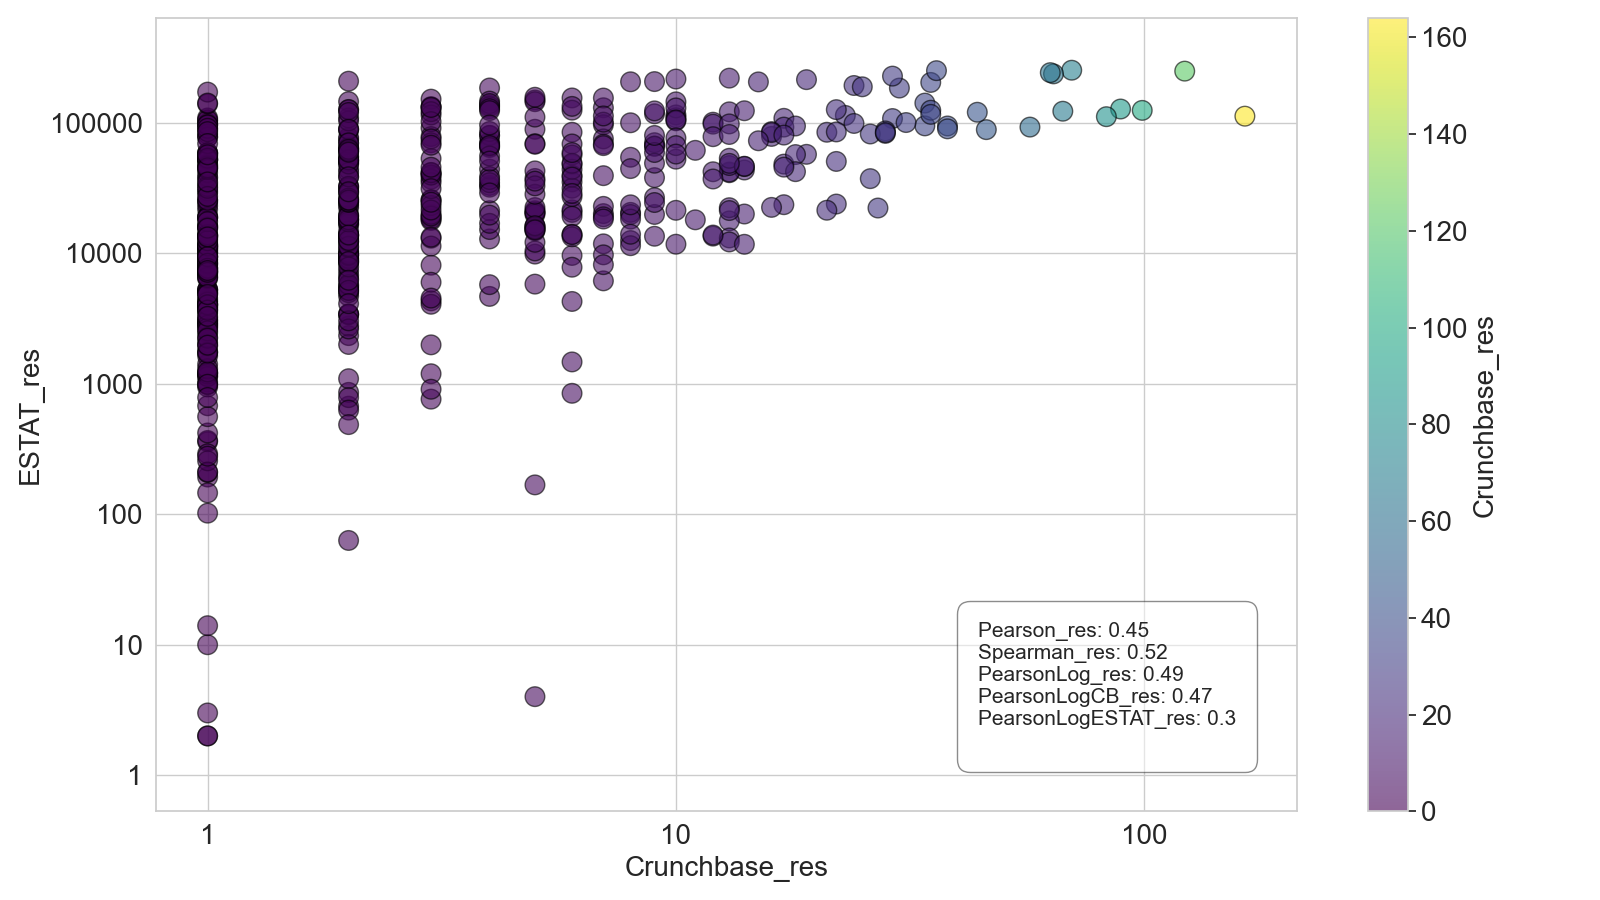 ESTAT_res
100000
10000
1000
100
10
1
1
10
100
Crunchbase_res
Pearson_res: 0.45
Spearman_res: 0.52
PearsonLog_res: 0.49
PearsonLogCB_res: 0.47
PearsonLogESTAT_res: 0.3
160
140
120
100
80
60
40
20
0
Crunchbase_res